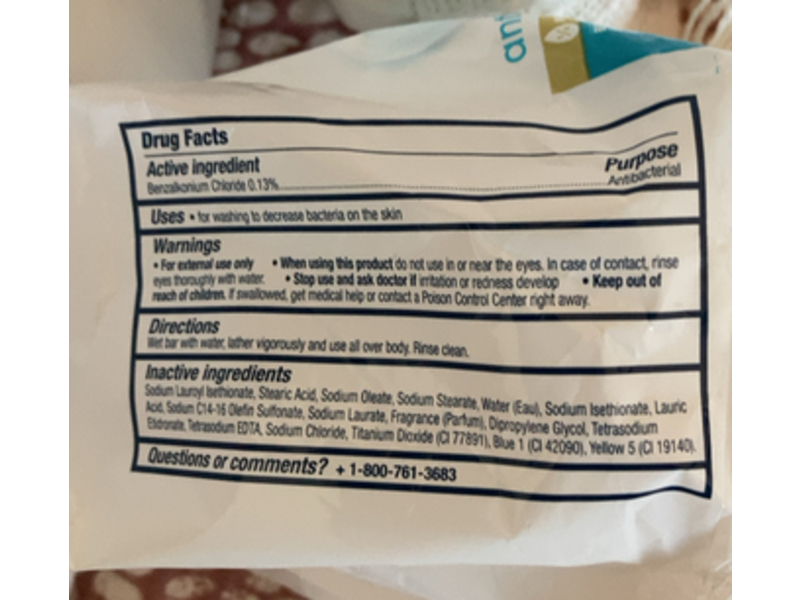 an
Drug Facts
Active ingredient Purpose
Benzalkonium Chloride 0.13% Antibacterial
Uses • for washing to decrease bacteria on the skin
Warnings
• For external use only • When using this product do not use in or near the eyes. In case of contact, rinse
eyes thoroughly with water. • Stop use and ask doctor if irritation or redness develop • Keep out of
reach of children. If swallowed, get medical help or contact a Poison Control Center right away.
Directions
Wet bar with water, lather vigorously and use all over body. Rinse clean.
Inactive ingredients
Sodium Lauroyl Isethionate, Stearic Acid, Sodium Oleate, Sodium Stearate, Water (Eau), Sodium Isethionate, Lauric
Acid, Sodium C14-16 Olefin Sulfonate, Sodium Laurate, Fragrance (Parfum), Dipropylene Glycol, Tetrasodium
Etidronate, Tetrasodium EDTA, Sodium Chloride, Titanium Dioxide (CI 77891), Blue 1 (CI 42090), Yellow 5 (CI 19140).
Questions or comments? + 1-800-761-3683